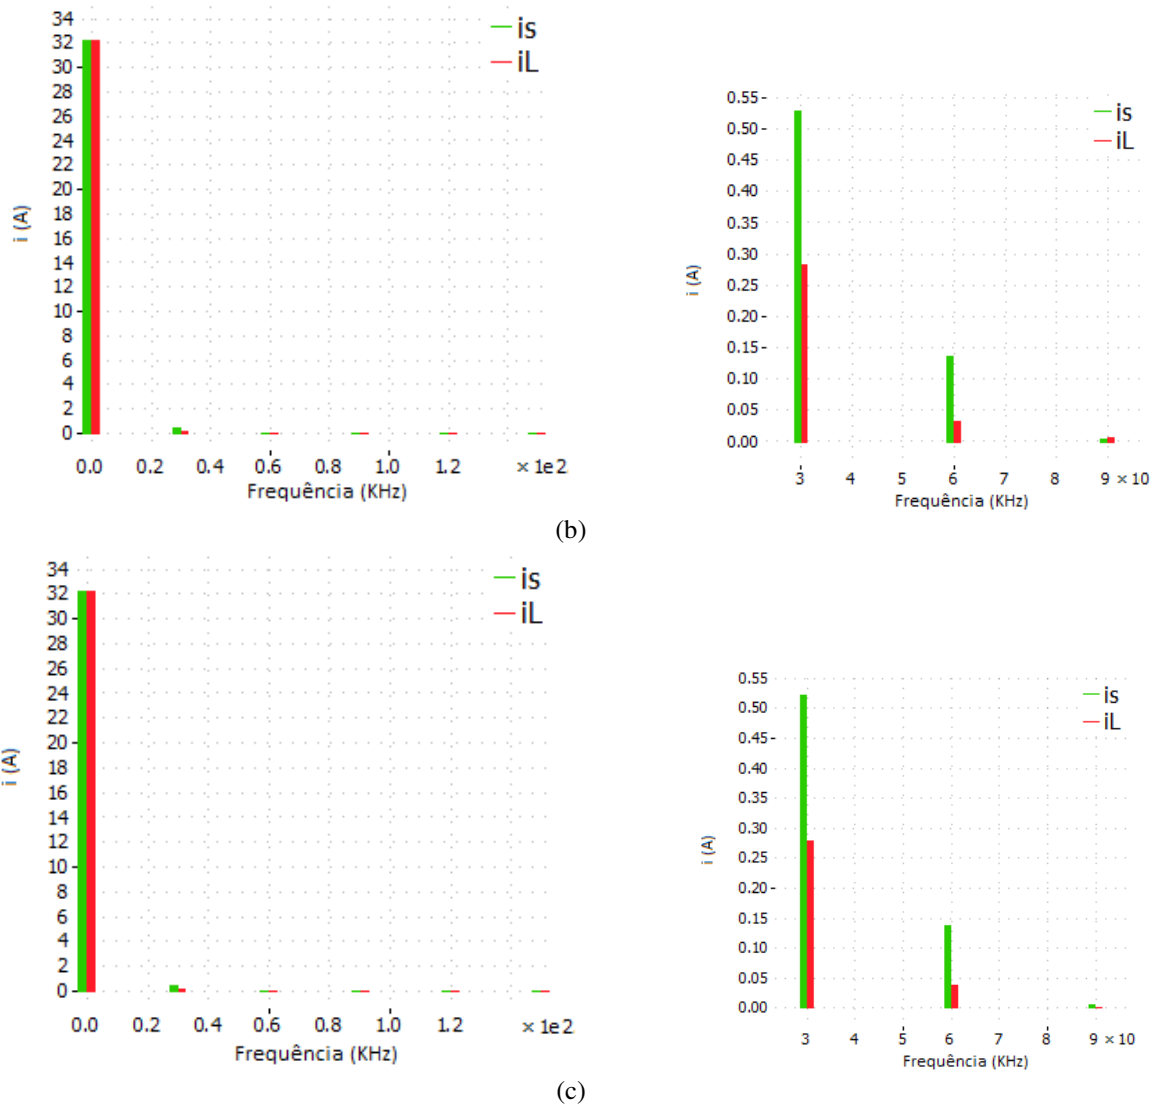 34
32
30
28
26
24
22
20
18
16
14
12
10
8
6
4
2
0
i (A)
is
iL
0.0 0.2 0.4 0.6 0.8 1.0 1.2 × 1e2
Frequência (KHz)
0.55
0.50
0.45
0.40
0.35
0.30
0.25
0.20
0.15
0.10
0.05
0.00
i (A)
is
iL
3 4 5 6 7 8 9 × 10
Frequência (KHz)
(b)
34
32
30
28
26
24
22
20
18
16
14
12
10
8
6
4
2
0
i (A)
is
iL
0.0 0.2 0.4 0.6 0.8 1.0 1.2 × 1e2
Frequência (KHz)
0.55
0.50
0.45
0.40
0.35
0.30
0.25
0.20
0.15
0.10
0.05
0.00
i (A)
is
iL
3 4 5 6 7 8 9 × 10
Frequência (KHz)
(c)